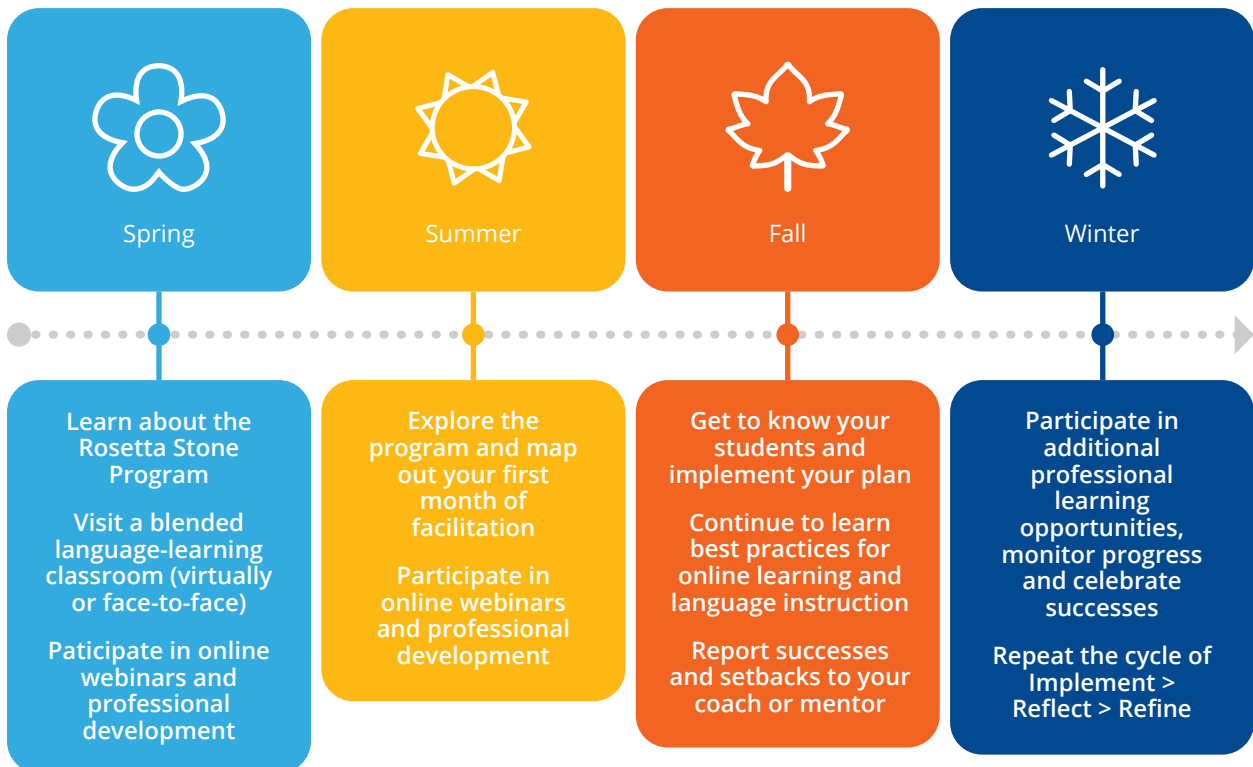 Spring
Summer
Fall
Winter
Learn about the
Rosetta Stone
Program
Visit a blended
language-learning
classroom (virtually
or face-to-face)
Paticipate in online
webinars and
professional
development
Explore the
program and map
out your first
month of
facilitation
Participate in
online webinars
and professional
development
Get to know your
students and
implement your plan
Continue to learn
best practices for
online learning and
language instruction
Report successes
and setbacks to your
coach or mentor
Participate in
additional
professional
learning
opportunities,
monitor progress
and celebrate
successes
Repeat the cycle of
Implement >
Reflect > Refine